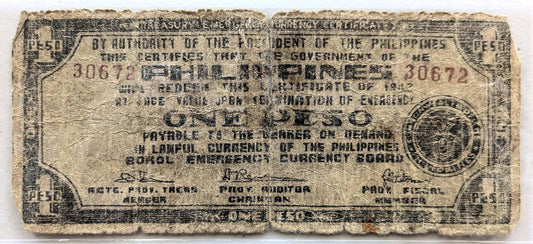 TREASURY EMERGENCY CURRENCY CERTIFICATE
1 PESO 1 PESO
BY AUTHORITY OF THE PRESIDENT OF THE PHILIPPINES
THIS CERTIFIES THAT THE GOVERNMENT OF THE
30672 PHILIPPINES 30672
WILL REDEEM THIS CERTIFICATE OF 1942
AT FACE VALUE UPON TERMINATION OF EMERGENCY
ONE PESO
PAYABLE TO THE BEARER ON DEMAND
IN LAWFUL CURRENCY OF THE PHILIPPINES
BOHOL EMERGENCY CURRENCY BOARD
ACTG. PROV. TREAS PROV AUDITOR PROV FISCAL
MEMBER CHAIRMAN MEMBER
PESO 1 ONE PESO PESO 1